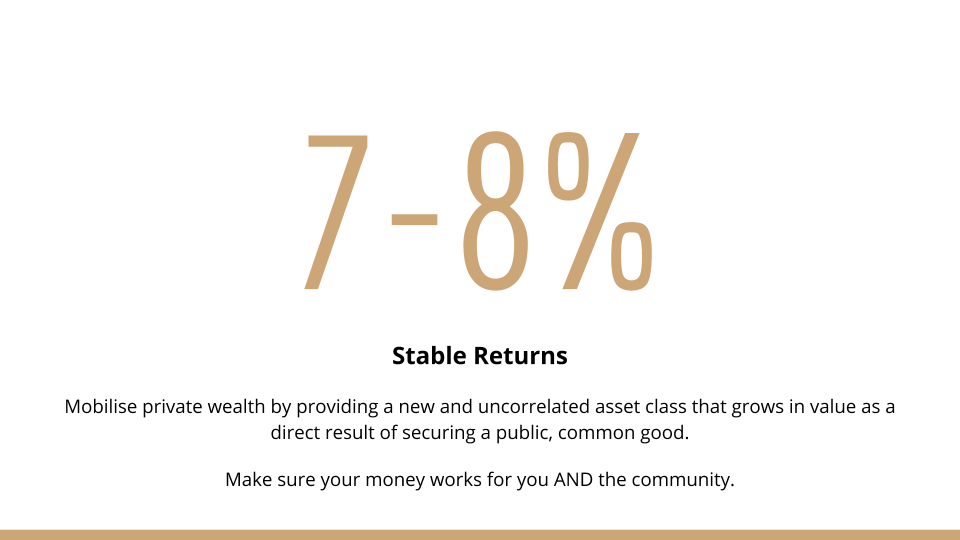 7-8%
Stable Returns
Mobilise private wealth by providing a new and uncorrelated asset class that grows in value as a
direct result of securing a public, common good.
Make sure your money works for you AND the community.